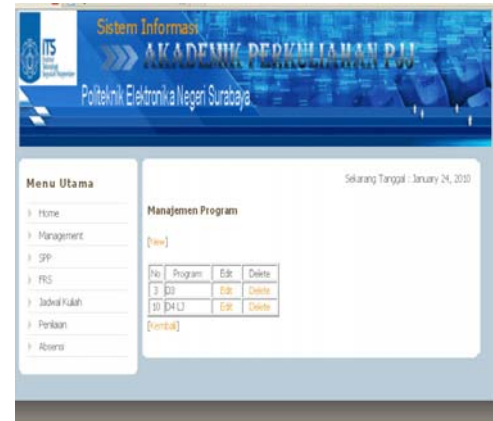 Sistem Informasi
AKADEMIK PERKULIAHAN PJJ
ITS
Politeknik Elektronika Negeri Surabaya
Menu Utama
Home
Management
SPP
FRS
Jadwal Kuliah
Penilaian
Absensi
Sekarang Tanggal : January 24, 2010
Manajemen Program
[New]
No Program Edit Delete
3 D3 Edit Delete
10 D4 LJ Edit Delete
[Kembali]